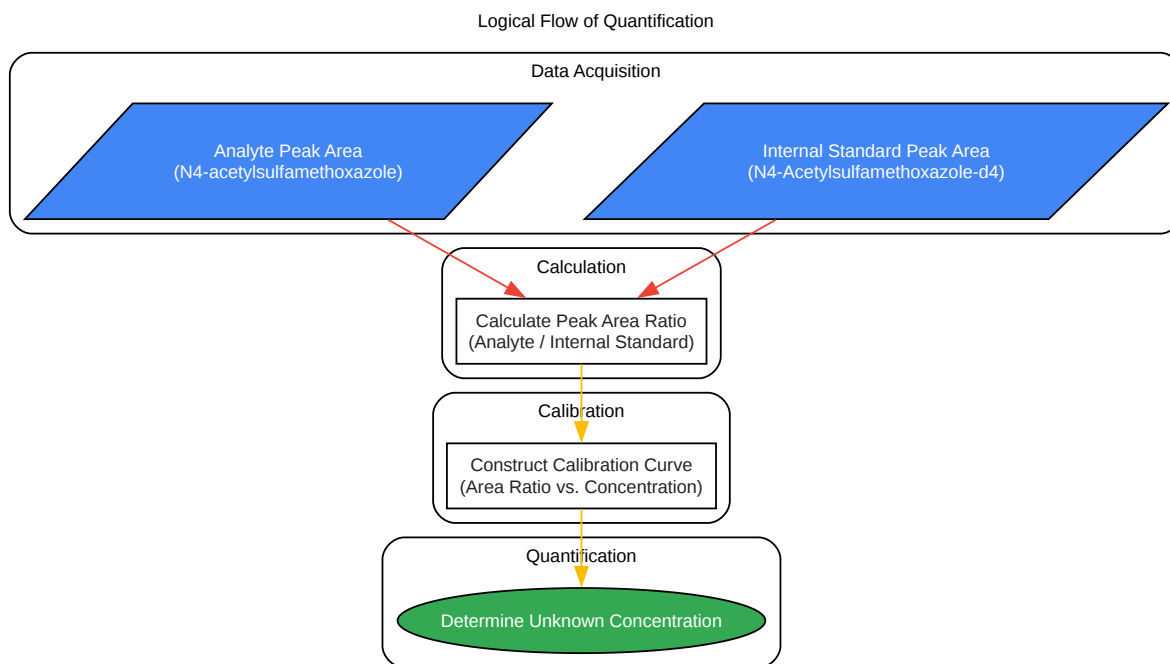 Logical Flow of Quantification
Data Acquisition
Analyte Peak Area
(N4-acetylsulfamethoxazole)
Internal Standard Peak Area
(N4-Acetylsulfamethoxazole-d4)
Calculation
Calculate Peak Area Ratio
(Analyte / Internal Standard)
Calibration
Construct Calibration Curve
(Area Ratio vs. Concentration)
Quantification
Determine Unknown Concentration